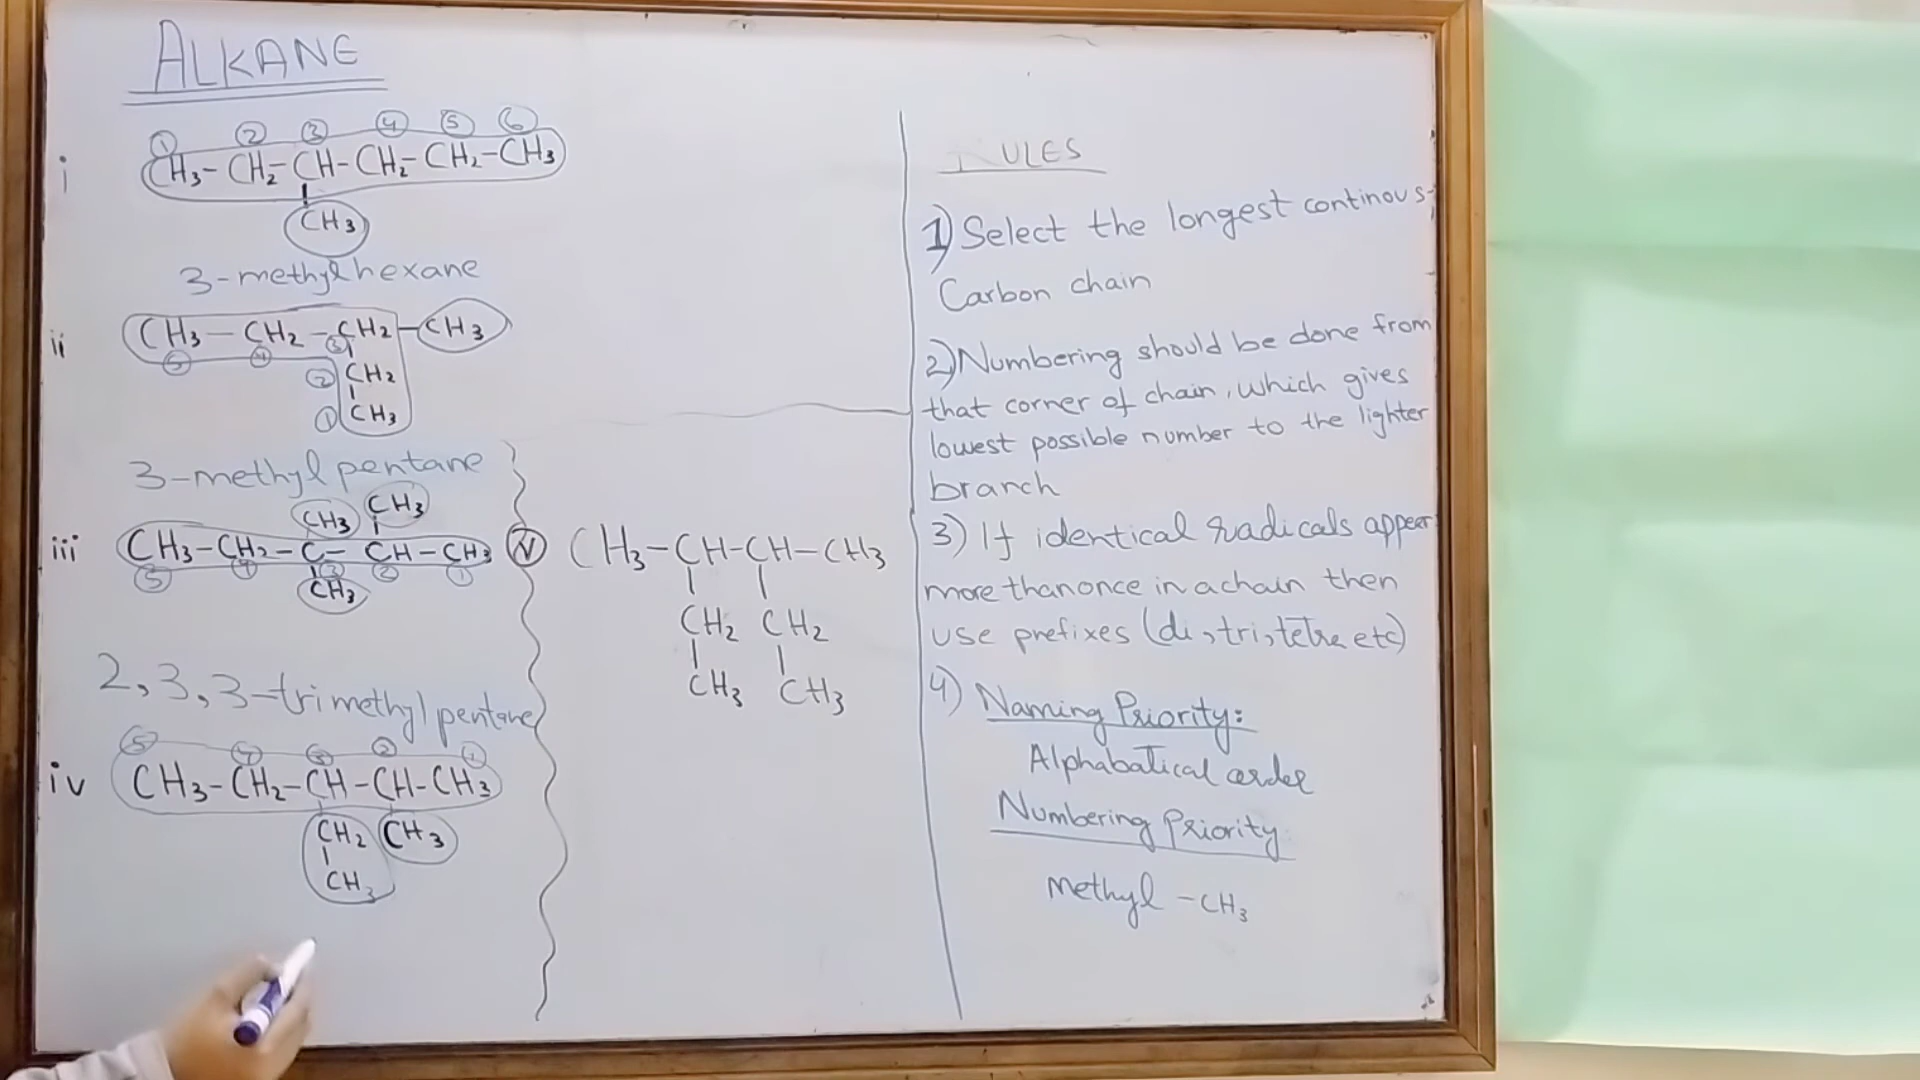 ALKANE
① ② ③ ④ ⑤ ⑥
i CH3-CH2-CH-CH2-CH2-CH3
CH3
3-methylhexane
ii CH3-CH2-CH2-CH3
⑤ ④ ③
② CH2
① CH3
3-methylpentane
CH3 CH3
iii CH3-CH2-C-CH-CH3
⑤ ④ ③ ② ①
CH3
2,3,3-trimethylpentane
⑤ ④ ③ ② ①
iv CH3-CH2-CH-CH-CH3
CH2 CH3
CH3
V CH3-CH-CH-CH3
CH2 CH2
CH3 CH3
ULES
1) Select the longest continous
Carbon chain
2) Numbering should be done from
that corner of chain, which gives
lowest possible number to the lighter
branch
3) If identical radicals appear
more than once in a chain then
use prefixes (di, tri, tetra etc)
4) Naming Priority:
Alphabatical order
Numbering Priority
Methyl -CH3